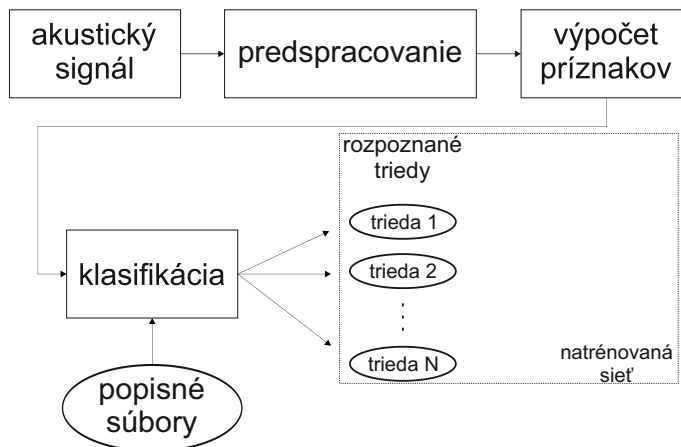 akustický
signál
predspracovanie
výpočet
príznakov
rozpoznané
triedy
trieda 1
klasifikácia
trieda 2
trieda N
natrénovaná
sieť
popisné
súbory